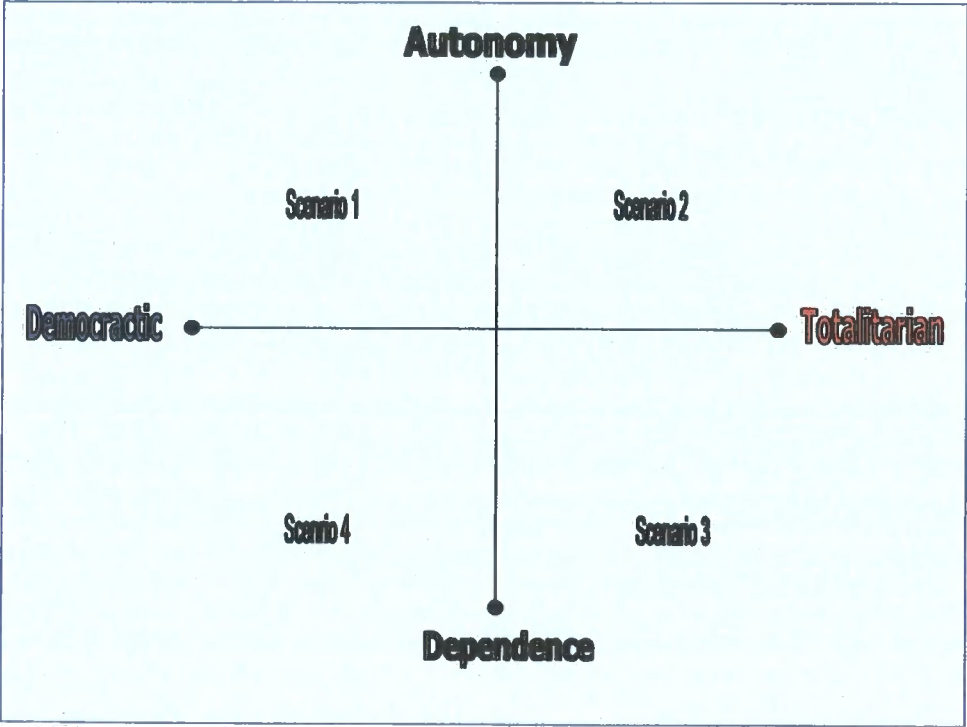 Autonomy
Scenario 1
Scenario 2
Democractic
Totalitarian
Scenrio 4
Scenario 3
Dependence